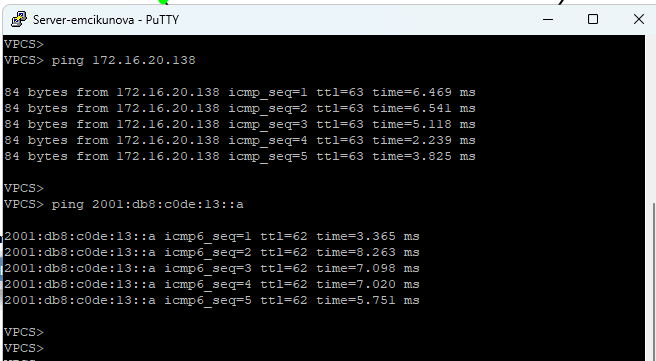 Server-emcikunova - PuTTY
VPCS>
VPCS> ping 172.16.20.138
84 bytes from 172.16.20.138 icmp_seq=1 ttl=63 time=6.469 ms
84 bytes from 172.16.20.138 icmp_seq=2 ttl=63 time=6.541 ms
84 bytes from 172.16.20.138 icmp_seq=3 ttl=63 time=5.118 ms
84 bytes from 172.16.20.138 icmp_seq=4 ttl=63 time=2.239 ms
84 bytes from 172.16.20.138 icmp_seq=5 ttl=63 time=3.825 ms
VPCS>
VPCS> ping 2001:db8:c0de:13::a
2001:db8:c0de:13::a icmp6_seq=1 ttl=62 time=3.365 ms
2001:db8:c0de:13::a icmp6_seq=2 ttl=62 time=8.263 ms
2001:db8:c0de:13::a icmp6_seq=3 ttl=62 time=7.098 ms
2001:db8:c0de:13::a icmp6_seq=4 ttl=62 time=7.020 ms
2001:db8:c0de:13::a icmp6_seq=5 ttl=62 time=5.751 ms
VPCS>
VPCS>